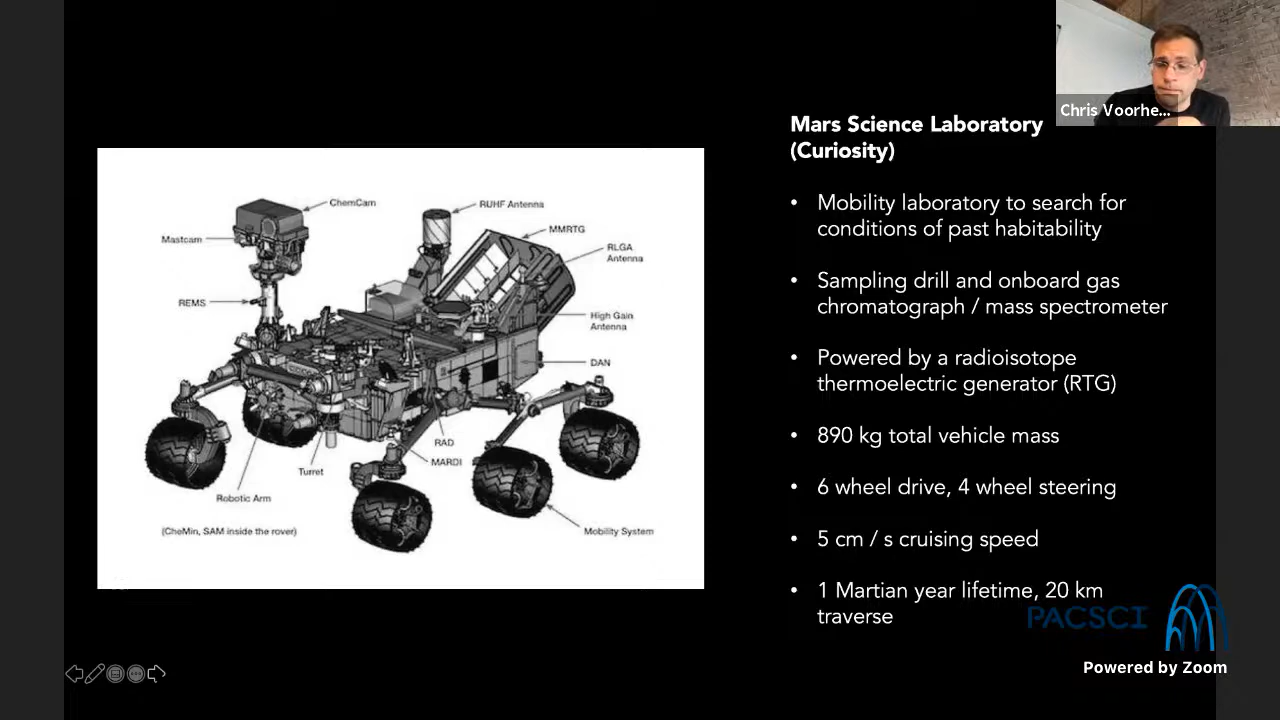 Chris Voorhe...
Mars Science Laboratory
(Curiosity)
• Mobility laboratory to search for
conditions of past habitability
• Sampling drill and onboard gas
chromatograph / mass spectrometer
• Powered by a radioisotope
thermoelectric generator (RTG)
• 890 kg total vehicle mass
• 6 wheel drive, 4 wheel steering
• 5 cm / s cruising speed
• 1 Martian year lifetime, 20 km
traverse
ChemCam
Mastcam
REMS
RUHF Antenna
MMRTG
RLGA
Antenna
High Gain
Antenna
DAN
RAD
MARDI
Turret
Robotic Arm
(CheMin, SAM inside the rover)
Mobility System
PACSCI
Powered by Zoom